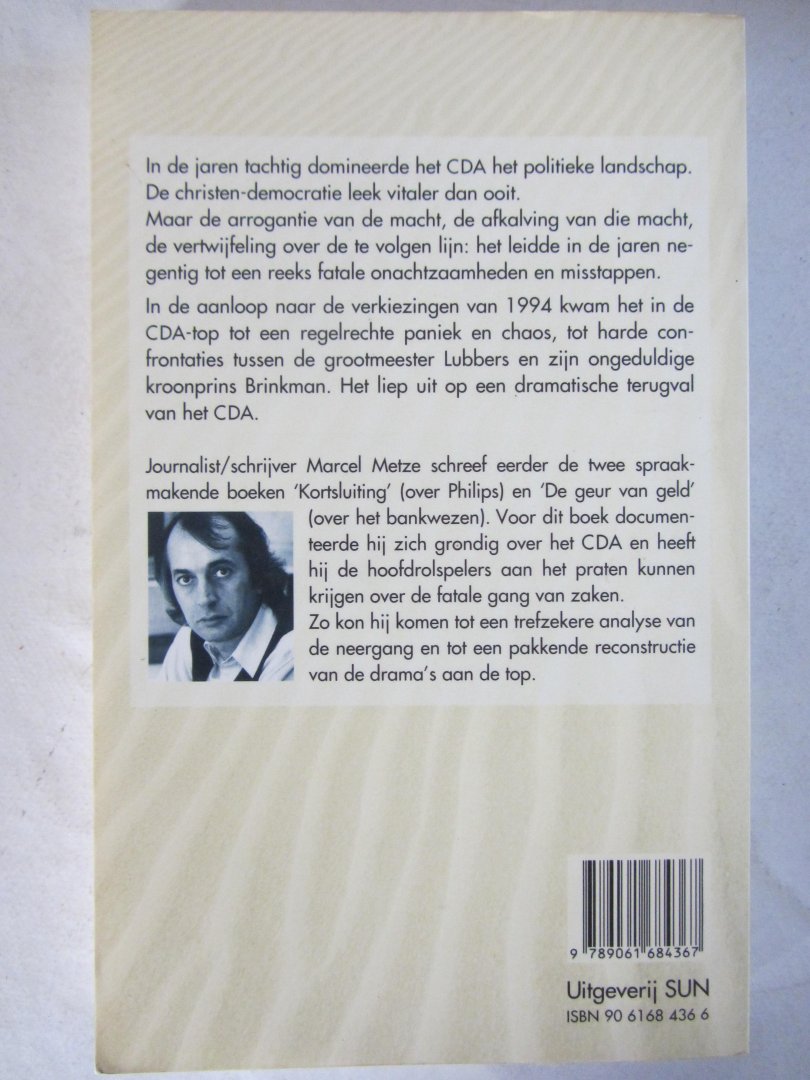 In de jaren tachtig domineerde het CDA het politieke landschap.
De christen-democratie leek vitaler dan ooit.
Maar de arrogantie van de macht, de afkalving van die macht,
de vertwijfeling over de te volgen lijn: het leidde in de jaren ne-
gentig tot een reeks fatale onachtzaamheden en misstappen.
In de aanloop naar de verkiezingen van 1994 kwam het in de
CDA-top tot een regelrechte paniek en chaos, tot harde con-
frontaties tussen de grootmeester Lubbers en zijn ongeduldige
kroonprins Brinkman. Het liep uit op een dramatische terugval
van het CDA.
Journalist/schrijver Marcel Metze schreef eerder de twee spraak-
makende boeken 'Kortsluiting' (over Philips) en 'De geur van geld'
(over het bankwezen). Voor dit boek documen-
teerde hij zich grondig over het CDA en heeft
hij de hoofdrolspelers aan het praten kunnen
krijgen over de fatale gang van zaken.
Zo kon hij komen tot een trefzekere analyse van
de neergang en tot een pakkende reconstructie
van de drama's aan de top.
9 789061 684367
Uitgeverij SUN
ISBN 90 6168 436 6